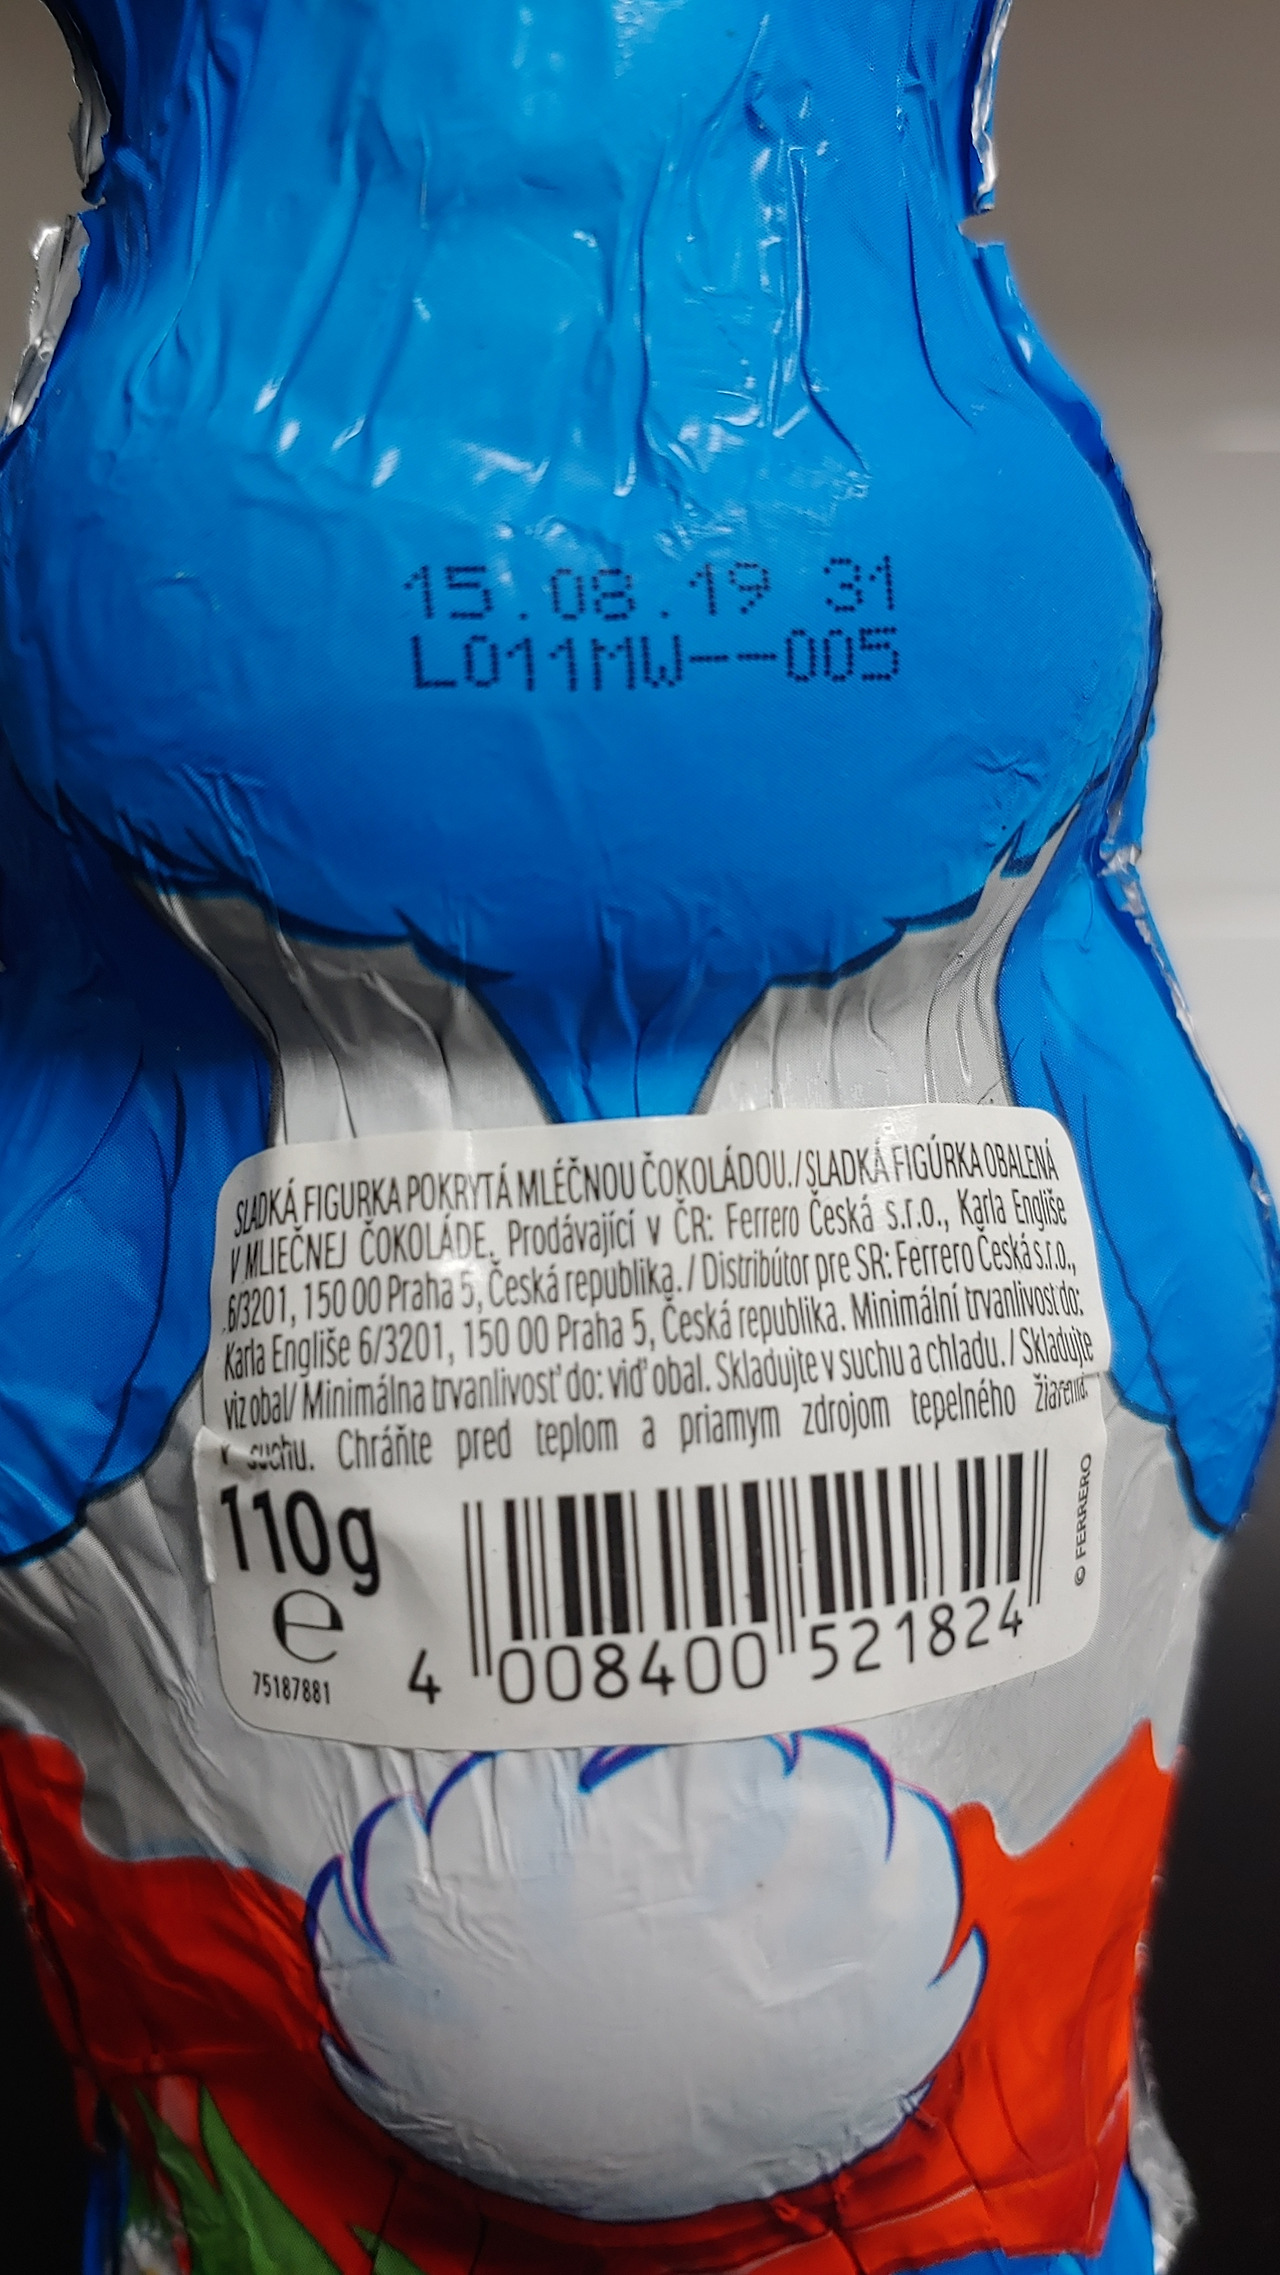 15.08.19 31
L011MW--005
SLADKÁ FIGURKA POKRYTÁ MLÉČNOU ČOKOLÁDOU./SLADKÁ FIGÚRKA OBALENÁ
V MLIEČNEJ ČOKOLÁDE. Prodávající v ČR: Ferrero Česká s.r.o., Karla Engliše
6/3201, 150 00 Praha 5, Česká republika. / Distribútor pre SR: Ferrero Česká s.r.o.,
Karla Engliše 6/3201, 150 00 Praha 5, Česká republika. Minimální trvanlivost do:
viz obal/ Minimálna trvanlivosť do: viď obal. Skladujte v suchu a chladu. / Skladujte
v suchu. Chráňte pred teplom a priamym zdrojom tepelného žiarenia.
110g
e
75187881
4 008400 521824
© FERRERO